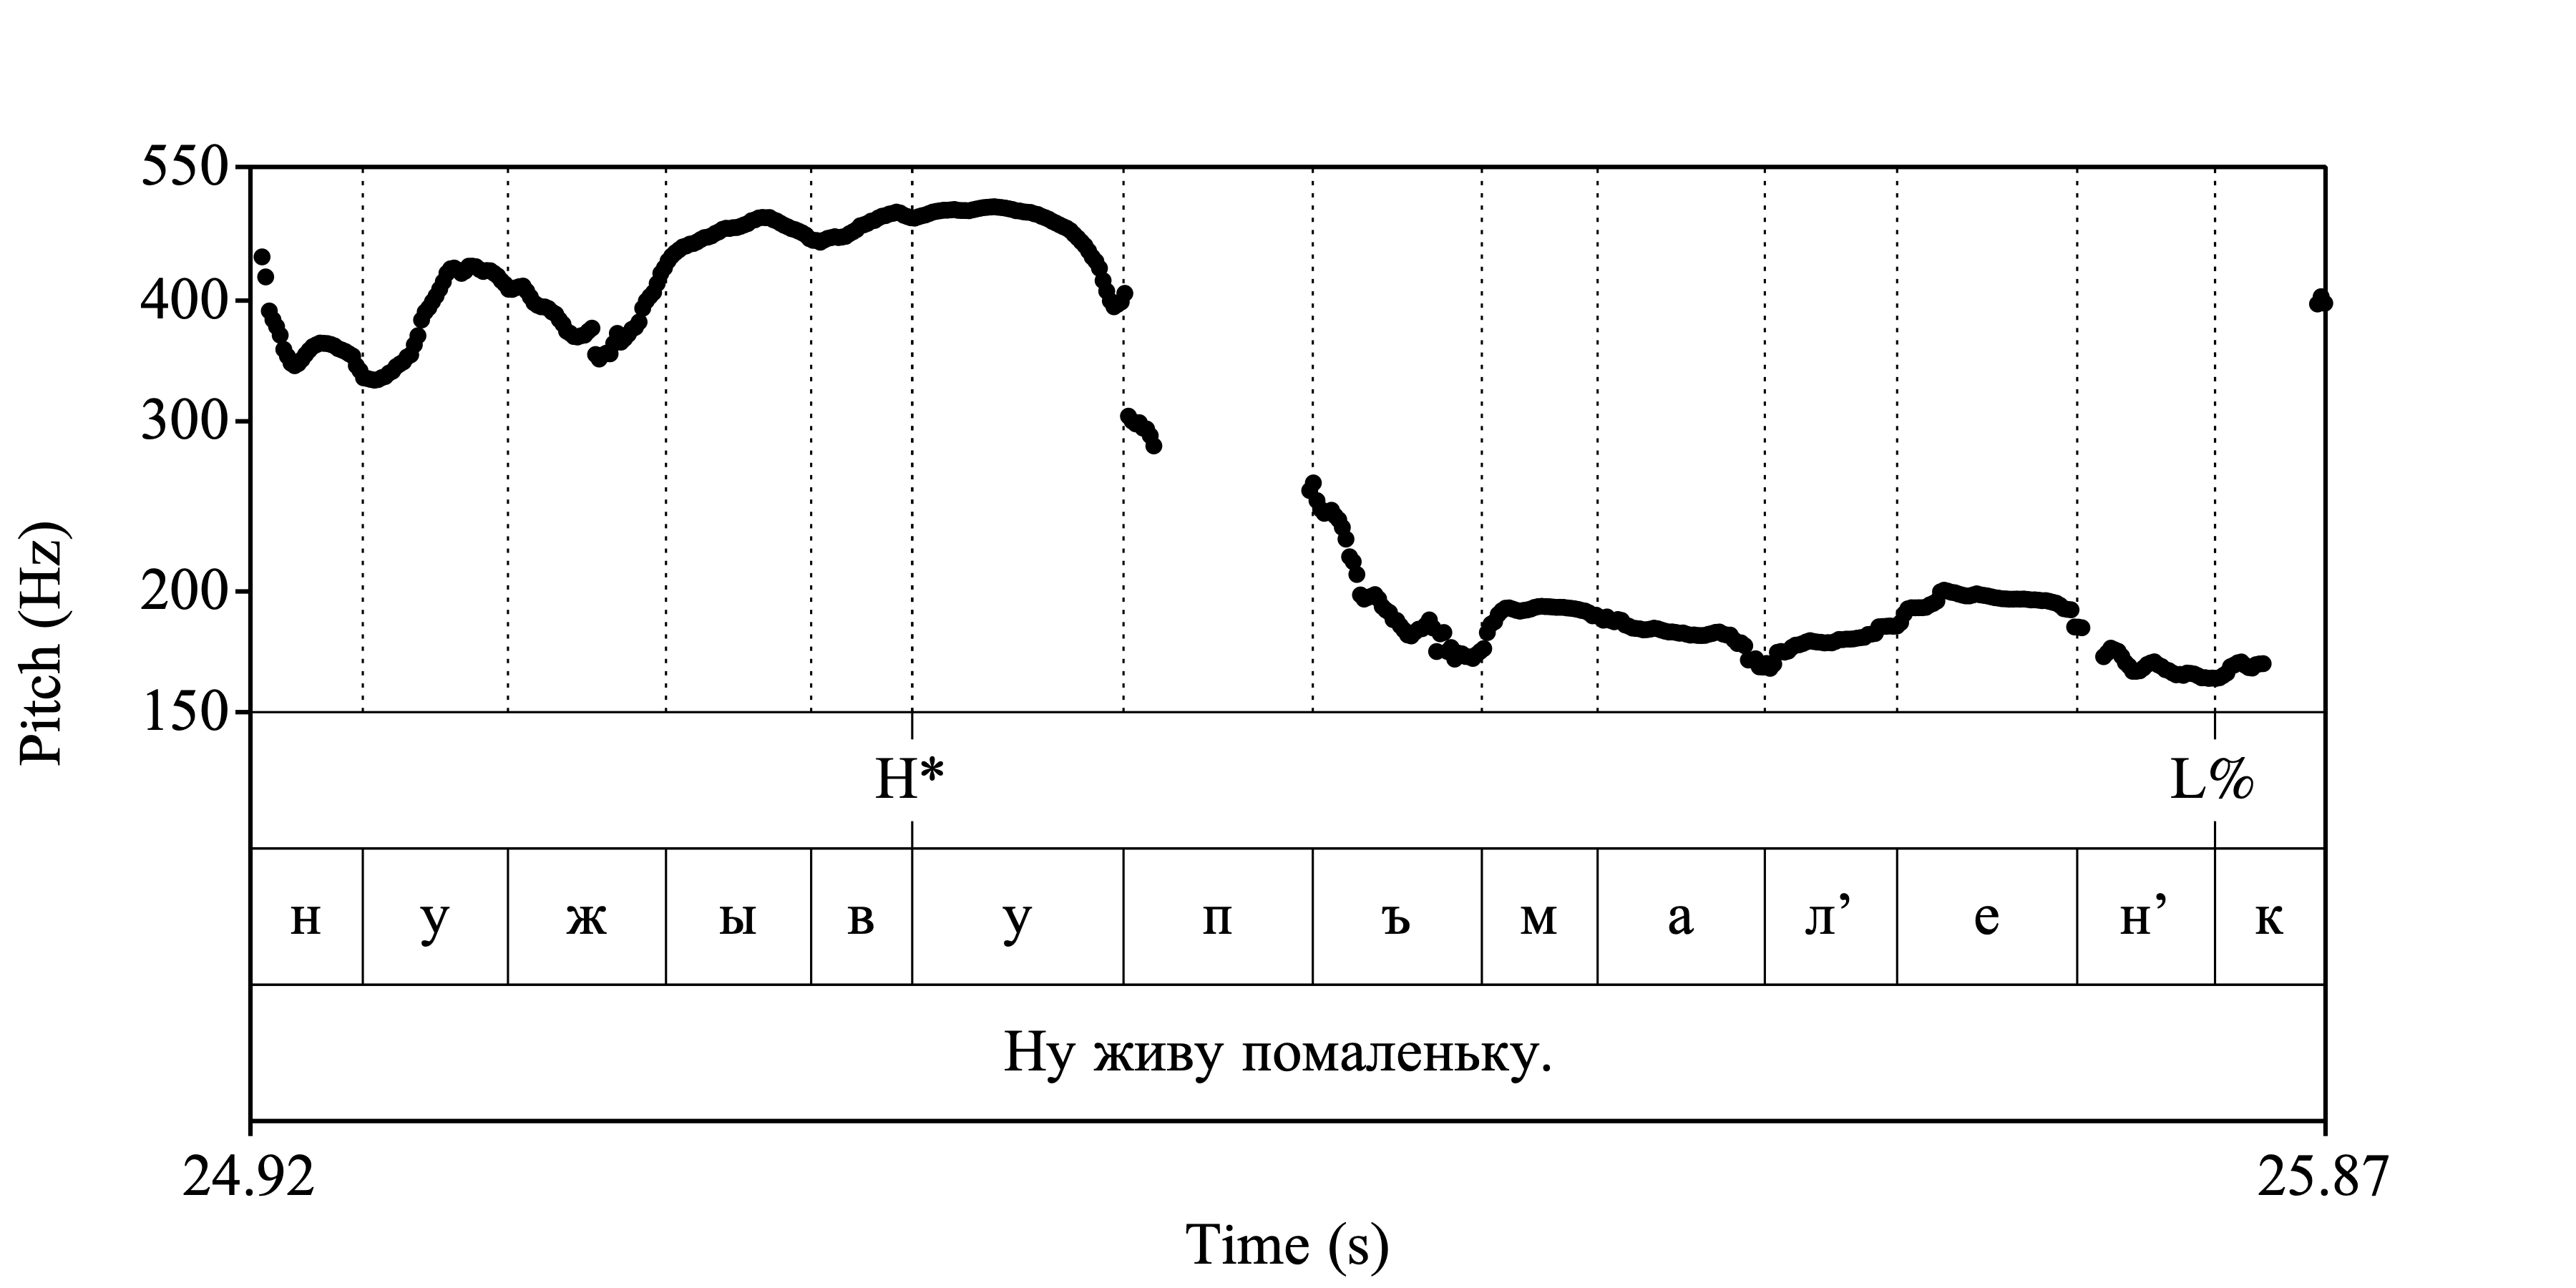 550
400
300
200
150
Pitch (Hz)
H* L%
н у ж ы в у п ъ м а л’ е н’ к
Ну живу помаленьку.
24.92 25.87
Time (s)